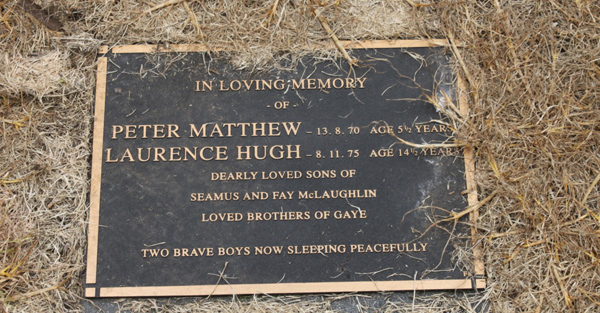 IN LOVING MEMORY
- OF -
PETER MATTHEW – 13. 8. 70 AGE 5½ YEARS
LAURENCE HUGH – 8. 11. 75 AGE 14½ YEARS
DEARLY LOVED SONS OF
SEAMUS AND FAY McLAUGHLIN
LOVED BROTHERS OF GAYE
TWO BRAVE BOYS NOW SLEEPING PEACEFULLY